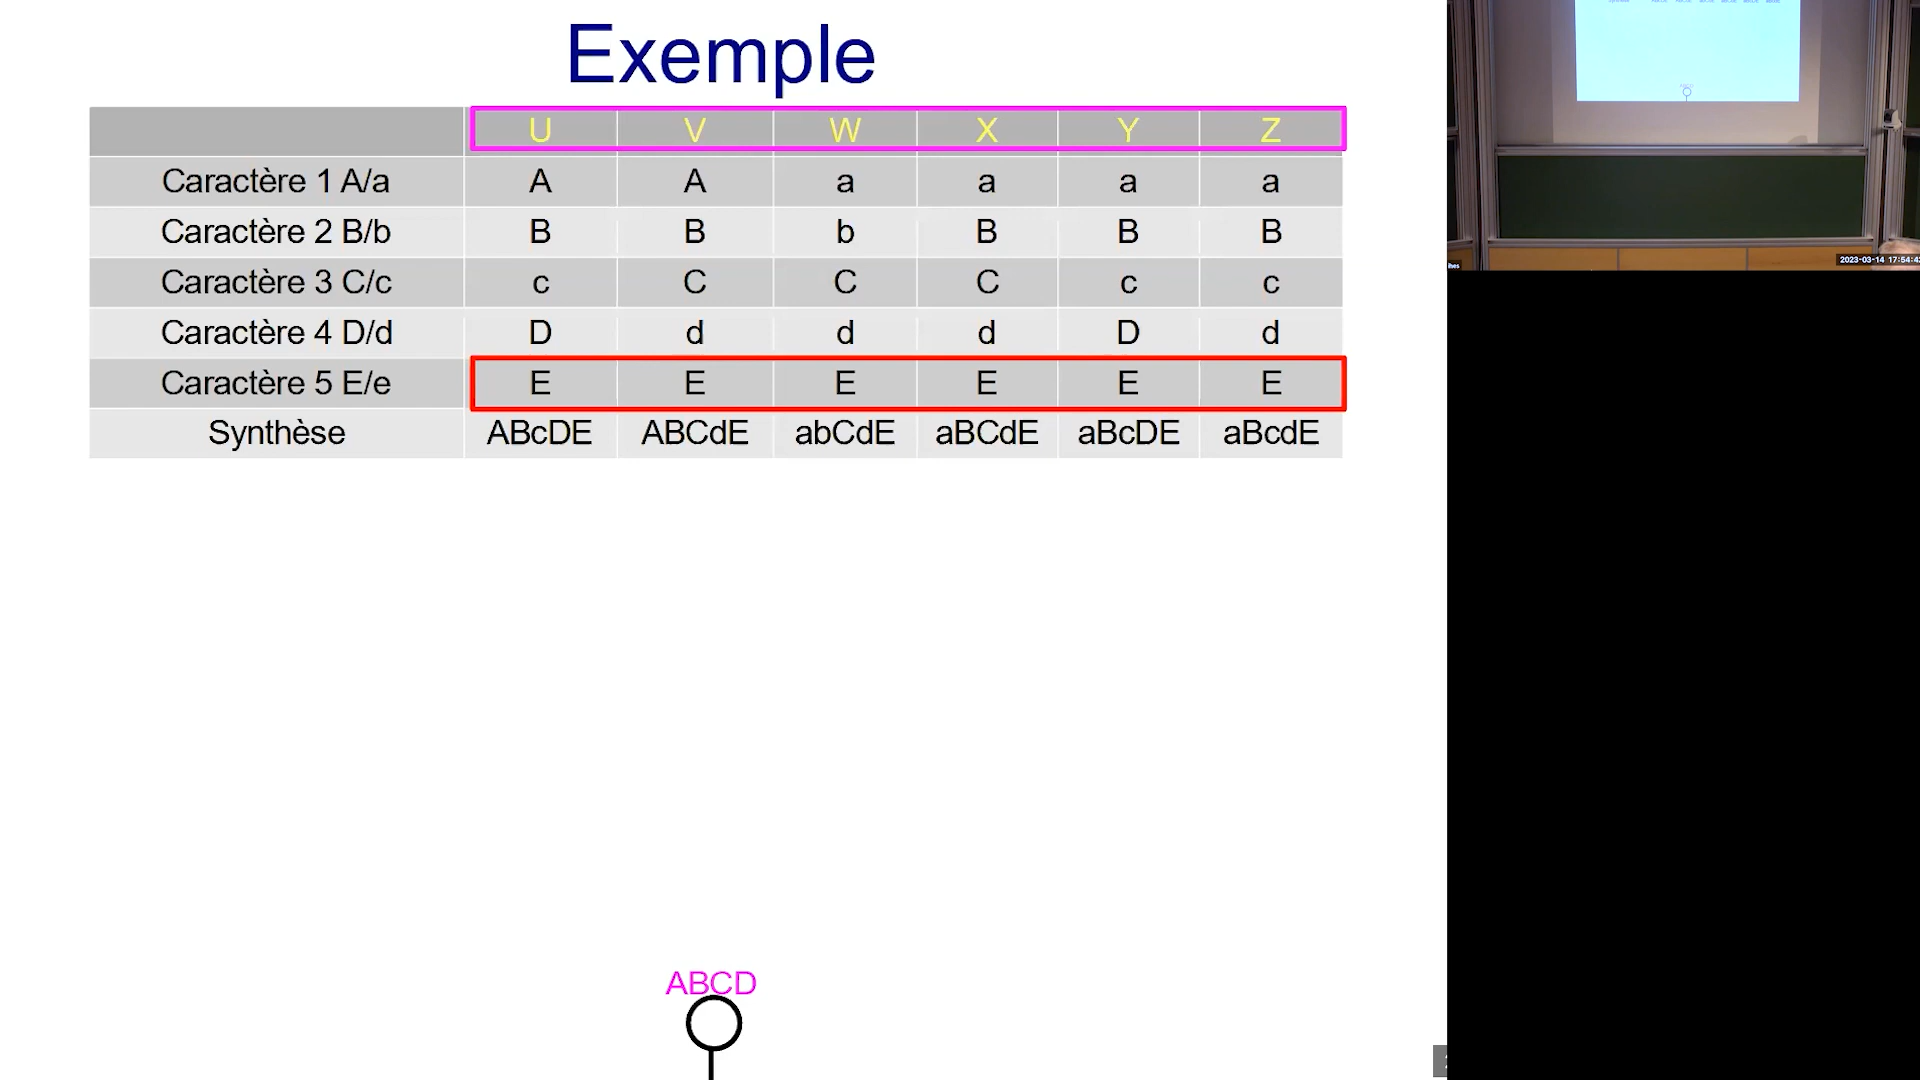 Exemple
U V W X Y Z
Caractère 1 A/a A A a a a a
Caractère 2 B/b B B b B B B
Caractère 3 C/c c C C C c c
Caractère 4 D/d D d d d D d
Caractère 5 E/e E E E E E E
Synthèse ABcDE ABCdE abCdE aBCdE aBcDE aBcdE
ABCD